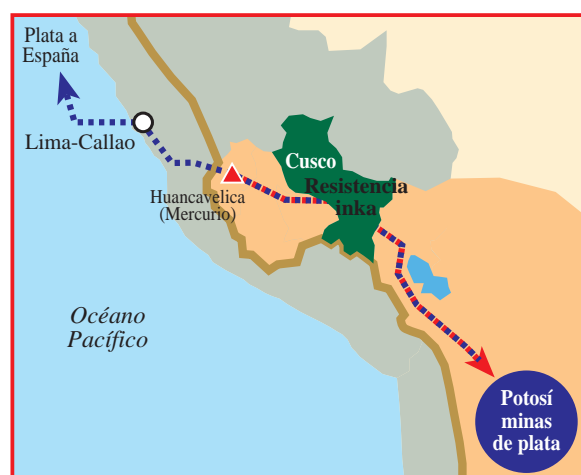 Plata a
España
Lima-Callao
Cusco
Resistencia
inka
Huancavelica
(Mercurio)
Océano
Pacífico
Potosí
minas
de plata